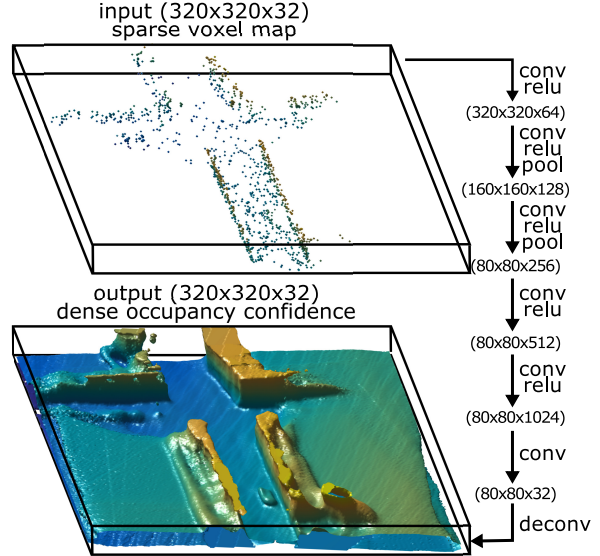 input (320x320x32)
sparse voxel map
conv
relu
(320x320x64)
conv
relu
pool
(160x160x128)
conv
relu
pool
(80x80x256)
output (320x320x32)
dense occupancy confidence
conv
relu
(80x80x512)
conv
relu
(80x80x1024)
conv
(80x80x32)
deconv